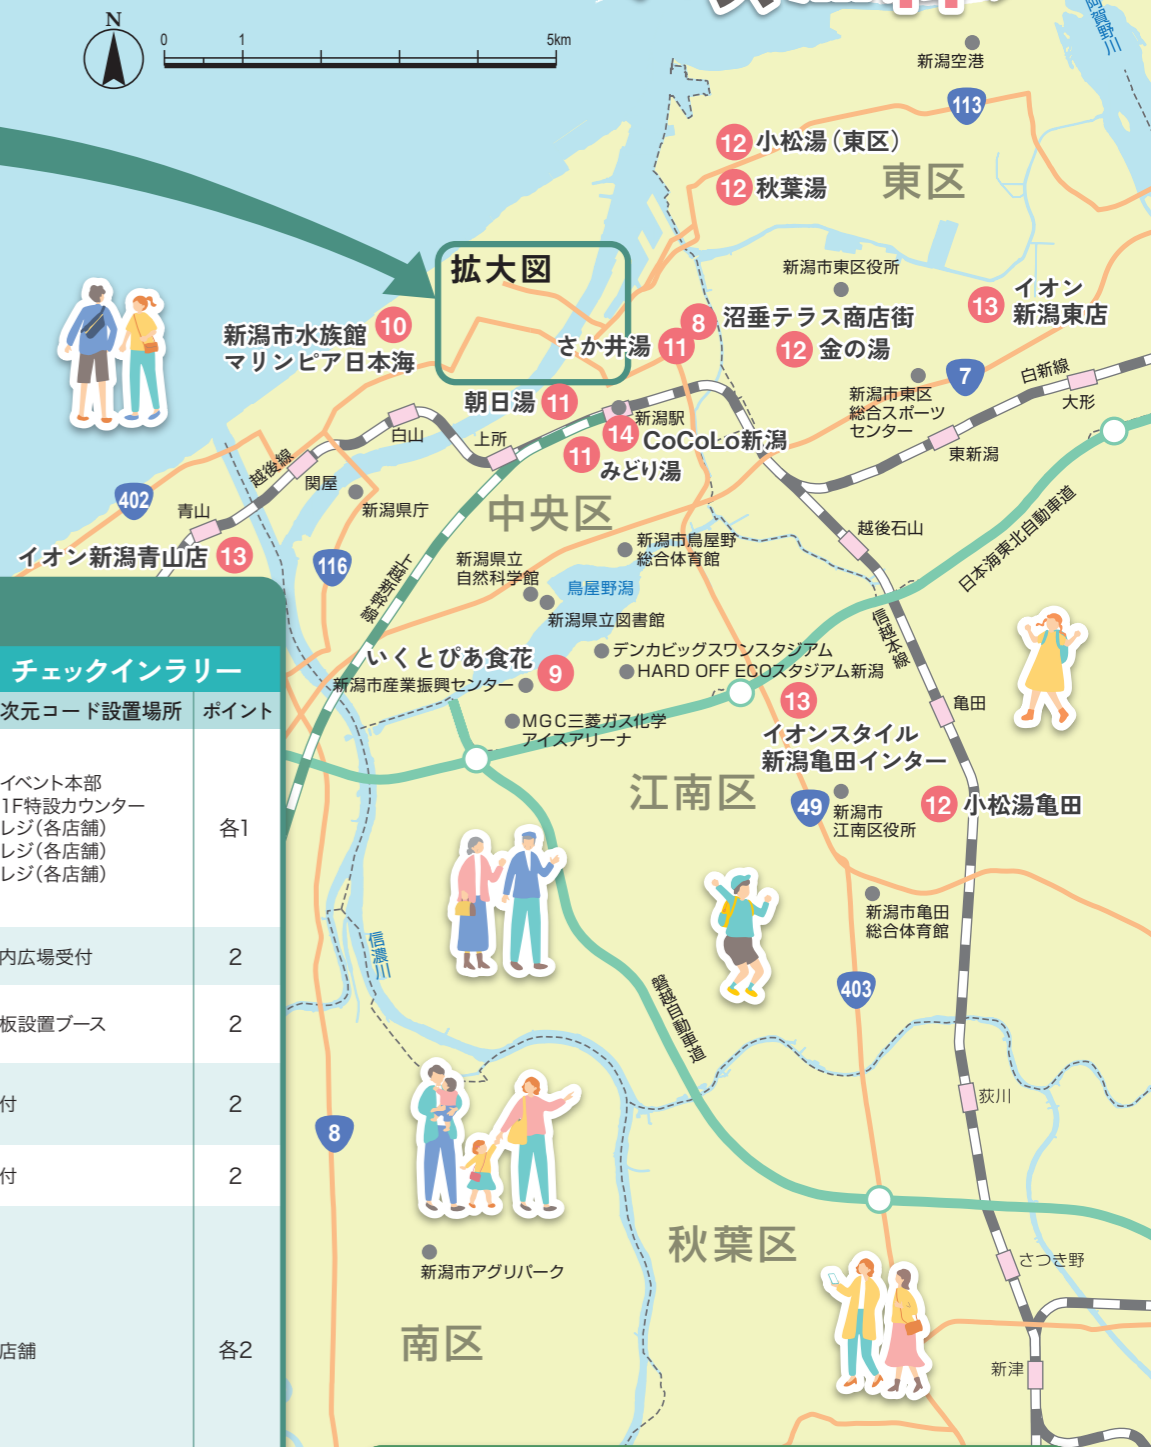 N
0 1 5km
阿賀野川
新潟空港
113
12 小松湯（東区）
12 秋葉湯
東区
拡大図
新潟市東区役所
13 イオン
新潟東店
8 沼垂テラス商店街
さか井湯 11
12 金の湯
新潟市水族館 10
マリンピア日本海
7
白新線
大形
新潟市東区
総合スポーツ
センター
東新潟
朝日湯 11
新潟駅
14 CoCoLo新潟
11 みどり湯
白山
上所
越後線
関屋
402
青山
新潟県庁
中央区
イオン新潟青山店 13
116
上越新幹線
新潟県立
自然科学館
新潟市鳥屋野
総合体育館
鳥屋野潟
新潟県立図書館
越後石山
日本海東北自動車道
信越本線
デンカビッグスワンスタジアム
HARD OFF ECOスタジアム新潟
いくとぴあ食花 9
新潟市産業振興センター
MGC三菱ガス化学
アイスアリーナ
亀田
13
イオンスタイル
新潟亀田インター
江南区
49
新潟市
江南区役所
12 小松湯亀田
新潟市亀田
総合体育館
403
チェックインラリー
次元コード設置場所 ポイント
イベント本部
1F特設カウンター
レジ（各店舗）
レジ（各店舗）
レジ（各店舗）
各1
内広場受付 2
板設置ブース 2
付 2
付 2
店舗 各2
信濃川
磐越自動車道
荻川
8
秋葉区
さつき野
新潟市アグリパーク
南区
新津